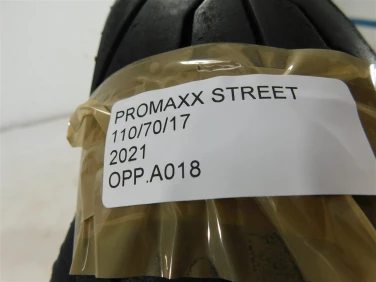 PROMAXX STREET
110/70/17
2021
OPP.A018